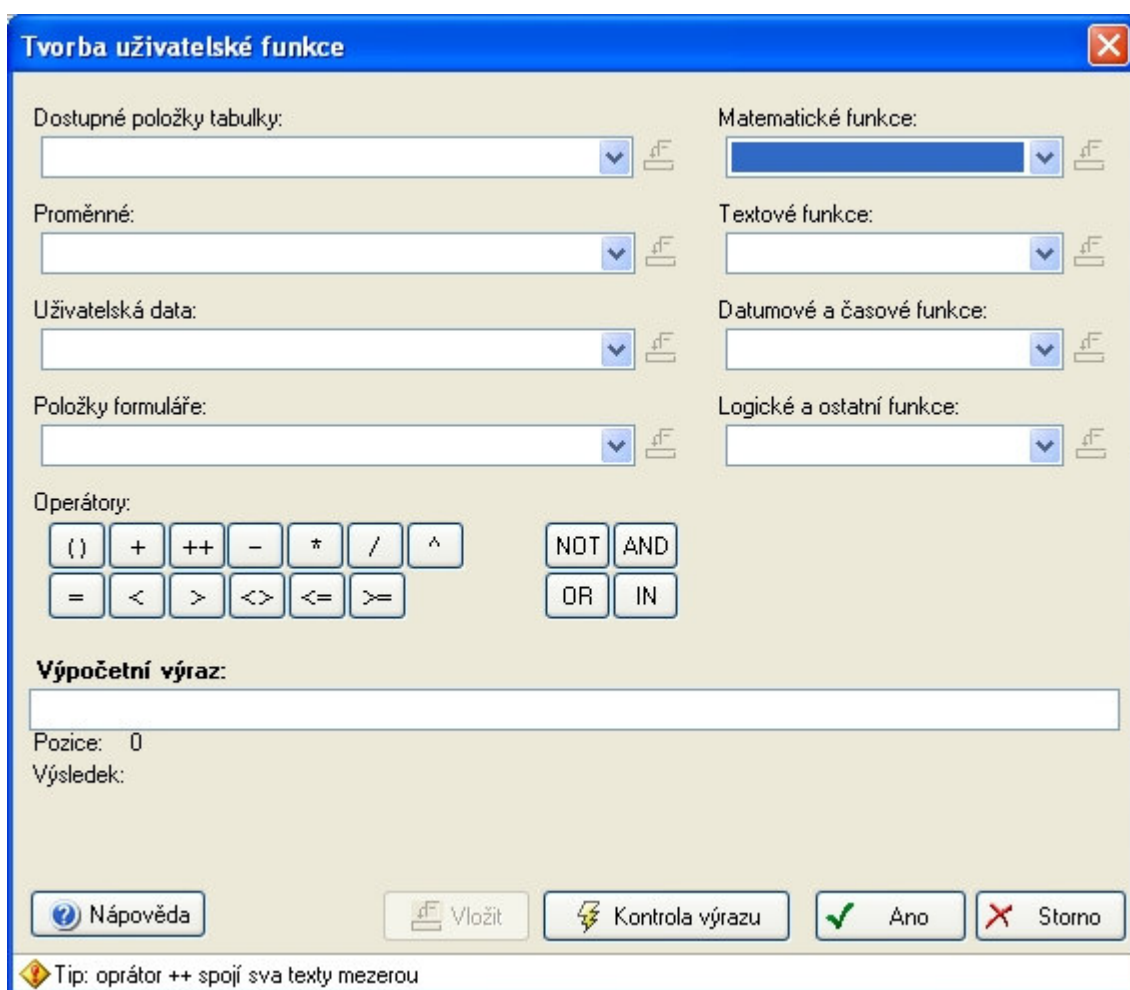 Tvorba uživatelské funkce
Dostupné položky tabulky: Matematické funkce:
Proměnné: Textové funkce:
Uživatelská data: Datumové a časové funkce:
Položky formuláře: Logické a ostatní funkce:
Operátory:
() + ++ - * / ^ NOT AND
= < > <> <= >= OR IN
Výpočetní výraz:
Pozice: 0
Výsledek:
Nápověda Vložit Kontrola výrazu Ano Storno
Tip: oprátor ++ spojí sva texty mezerou